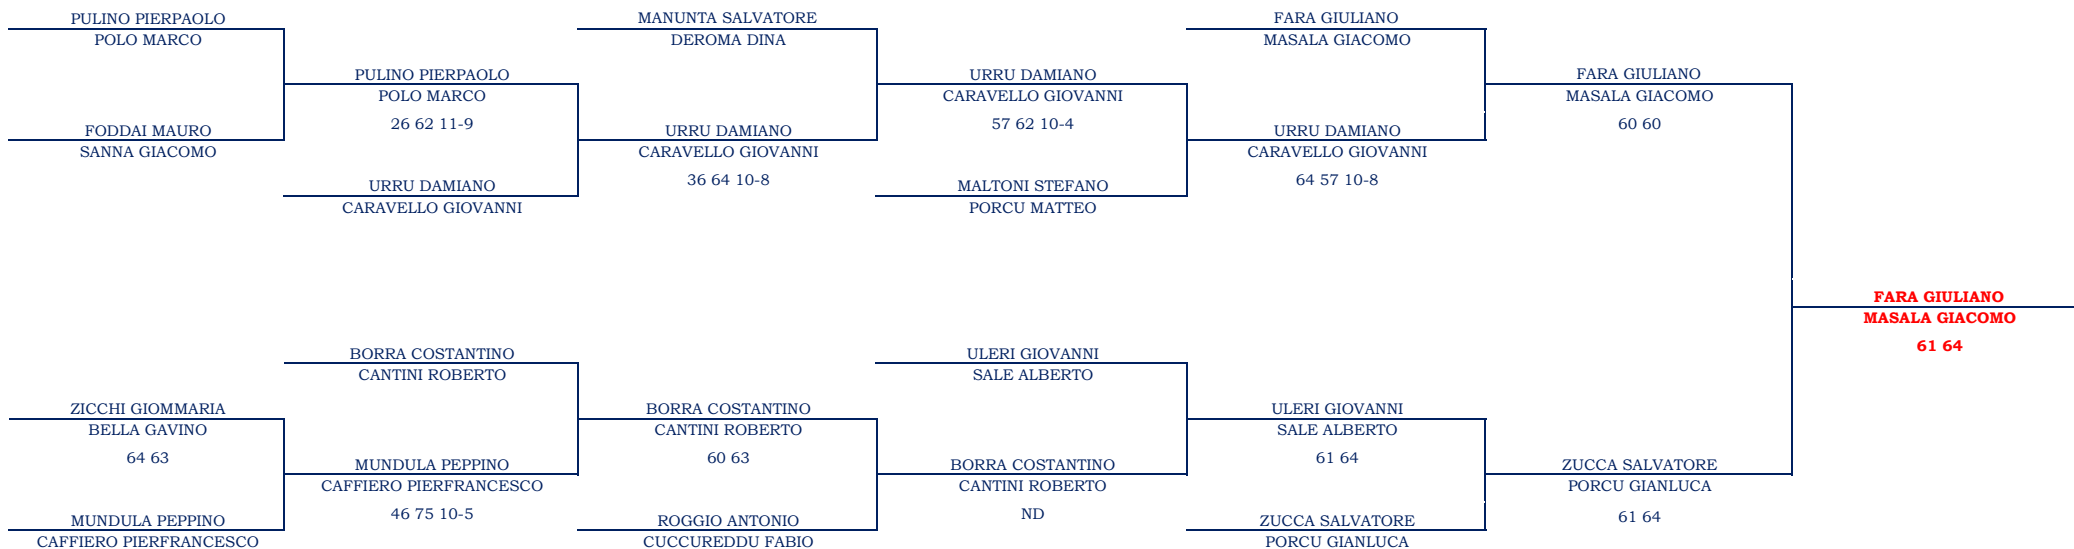 PULINO PIERPAOLO
POLO MARCO
FODDAI MAURO
SANNA GIACOMO
PULINO PIERPAOLO
POLO MARCO
26 62 11-9
URRU DAMIANO
CARAVELLO GIOVANNI
MANUNTA SALVATORE
DEROMA DINA
URRU DAMIANO
CARAVELLO GIOVANNI
36 64 10-8
URRU DAMIANO
CARAVELLO GIOVANNI
57 62 10-4
MALTONI STEFANO
PORCU MATTEO
FARA GIULIANO
MASALA GIACOMO
URRU DAMIANO
CARAVELLO GIOVANNI
64 57 10-8
FARA GIULIANO
MASALA GIACOMO
60 60
ZICCHI GIOMMARIA
BELLA GAVINO
64 63
MUNDULA PEPPINO
CAFFIERO PIERFRANCESCO
BORRA COSTANTINO
CANTINI ROBERTO
MUNDULA PEPPINO
CAFFIERO PIERFRANCESCO
46 75 10-5
BORRA COSTANTINO
CANTINI ROBERTO
60 63
ROGGIO ANTONIO
CUCCUREDDU FABIO
ULERI GIOVANNI
SALE ALBERTO
BORRA COSTANTINO
CANTINI ROBERTO
ND
ULERI GIOVANNI
SALE ALBERTO
61 64
ZUCCA SALVATORE
PORCU GIANLUCA
ZUCCA SALVATORE
PORCU GIANLUCA
61 64
FARA GIULIANO
MASALA GIACOMO
61 64